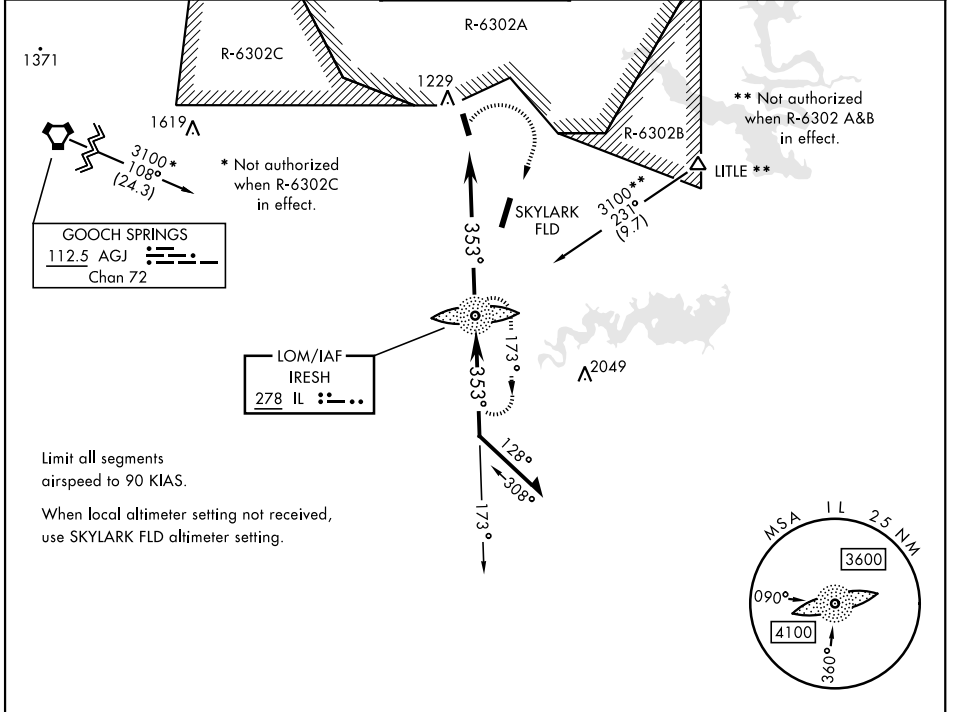 R-6302A
R-6302C
1371
1229
1619
** Not authorized
when R-6302 A&B
in effect.
R-6302B
LITLE **
3100*
108°
(24.3)
* Not authorized
when R-6302C
in effect.
3100**
231°
(9.7)
SKYLARK
FLD
GOOCH SPRINGS
112.5 AGJ
Chan 72
353°
LOM/IAF
IRESH
278 IL
173°
353°
2049
128°
308°
173°
Limit all segments
airspeed to 90 KIAS.
When local altimeter setting not received,
use SKYLARK FLD altimeter setting.
MSA IL 25 NM
3600
090°
4100
360°